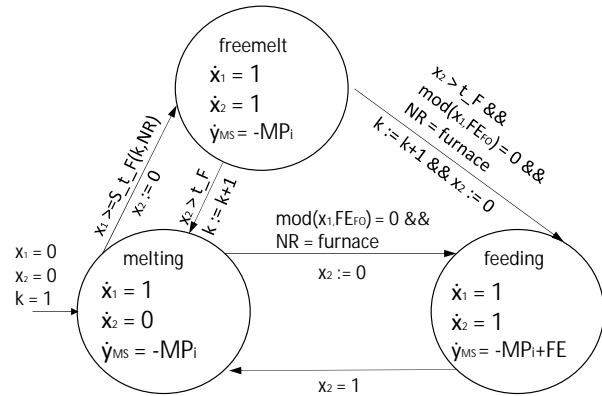 freemelt
ẋ₁ = 1
ẋ₂ = 1
ẏMS = -MPi
x₁ >=S_t_F(k,NR)
x₂ := 0
x₂ > t_F
k := k+1
x₂ > t_F &&
mod(x₁,FEFO) = 0 &&
NR = furnace
k := k+1 && x₂ := 0
x₁ = 0
x₂ = 0
k = 1
melting
ẋ₁ = 1
ẋ₂ = 0
ẏMS = -MPi
mod(x₁,FEFO) = 0 &&
NR = furnace
x₂ := 0
feeding
ẋ₁ = 1
ẋ₂ = 1
ẏMS = -MPi+FE
x₂ = 1